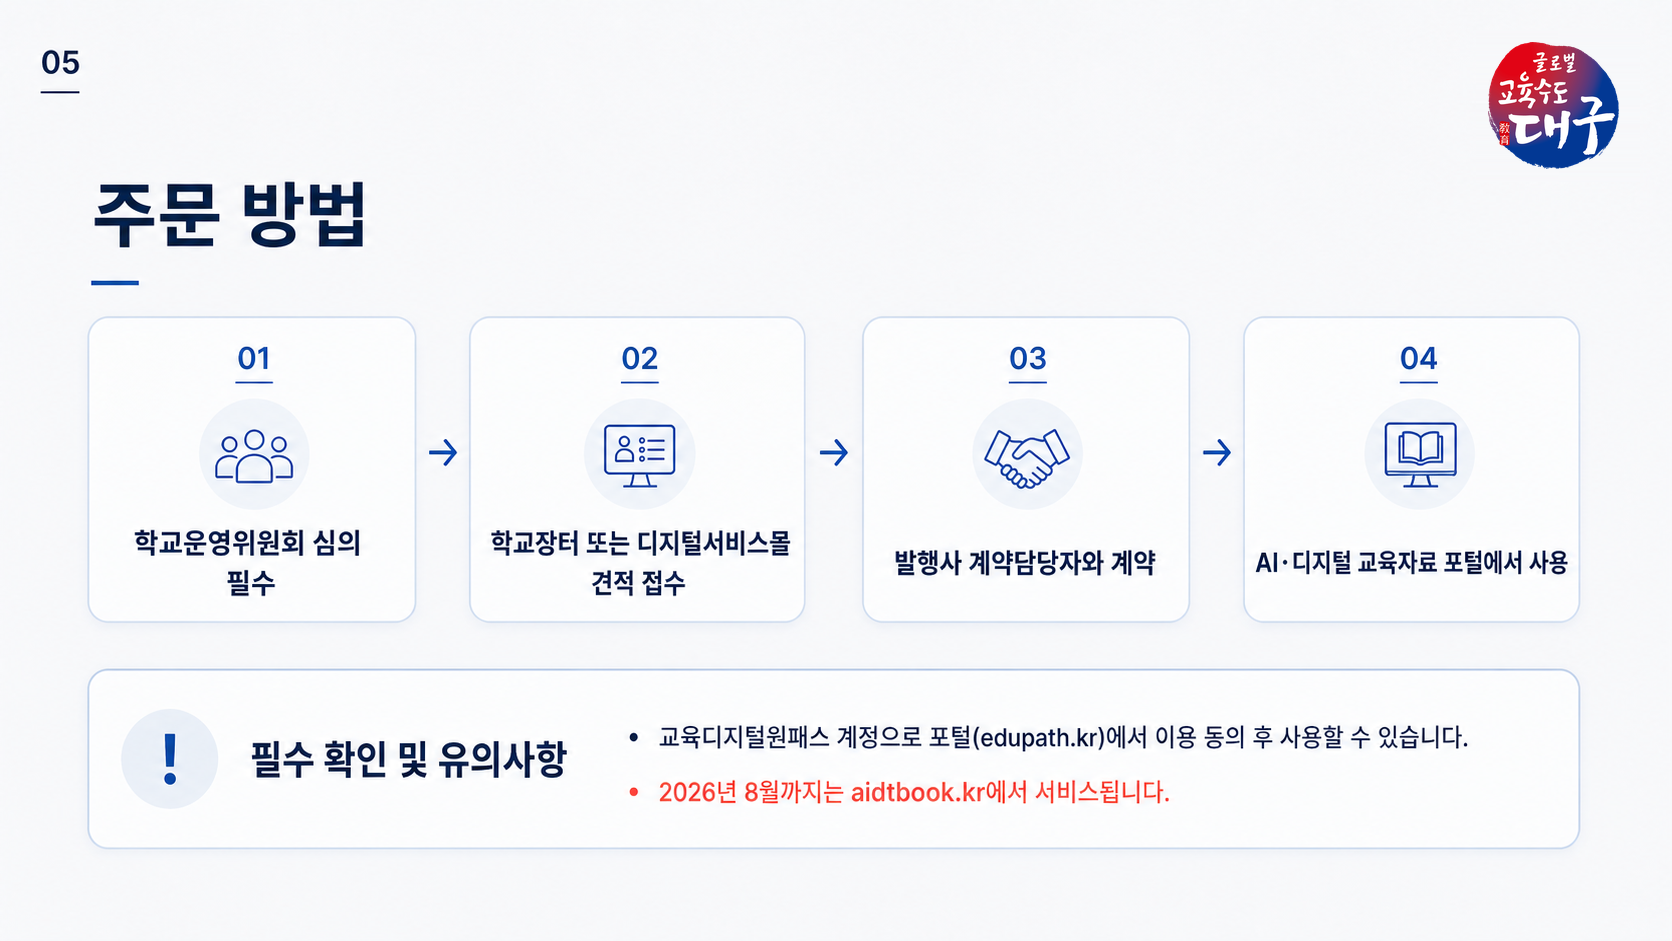 05
글로벌
교육수도
대구
敎育
주문 방법
01
학교운영위원회 심의
필수
02
학교장터 또는 디지털서비스몰
견적 접수
03
발행사 계약담당자와 계약
04
AI·디지털 교육자료 포털에서 사용
!
필수 확인 및 유의사항
• 교육디지털원패스 계정으로 포털(edupath.kr)에서 이용 동의 후 사용할 수 있습니다.
• 2026년 8월까지는 aidtbook.kr에서 서비스됩니다.